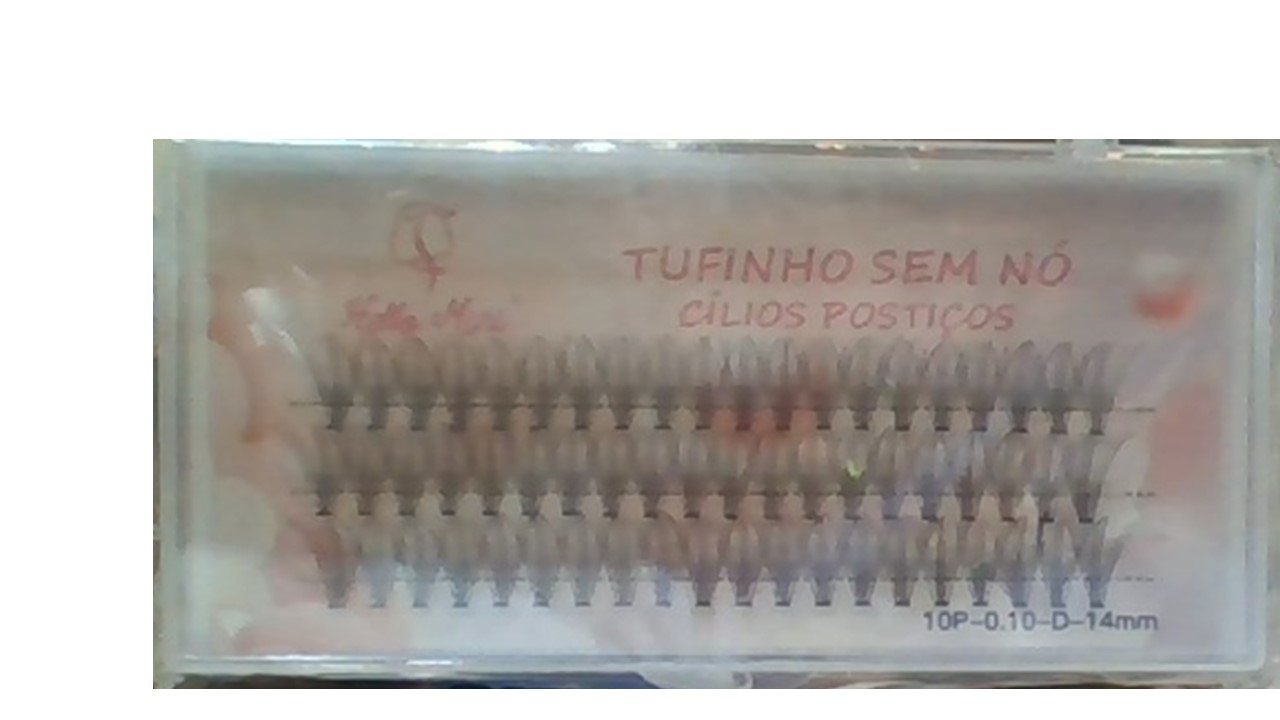 TUFINHO SEM NÓ
CÍLIOS POSTIÇOS
10P-0.10-D-14mm